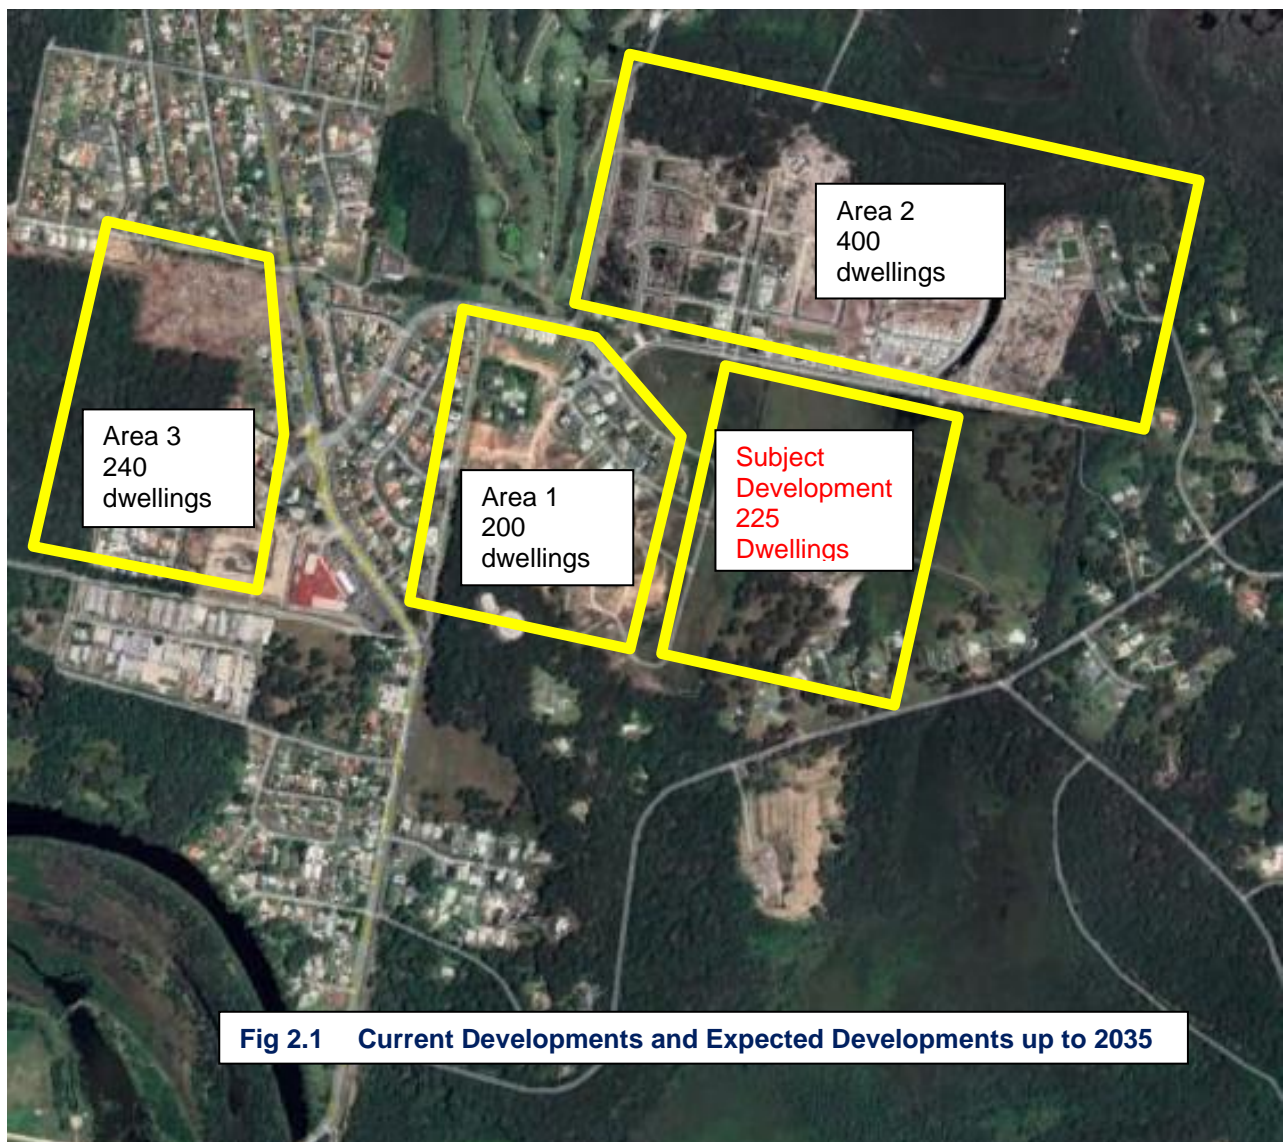 Area 2
400
dwellings
Area 3
240
dwellings
Subject
Development
225
Dwellings
Area 1
200
dwellings
Fig 2.1 Current Developments and Expected Developments up to 2035